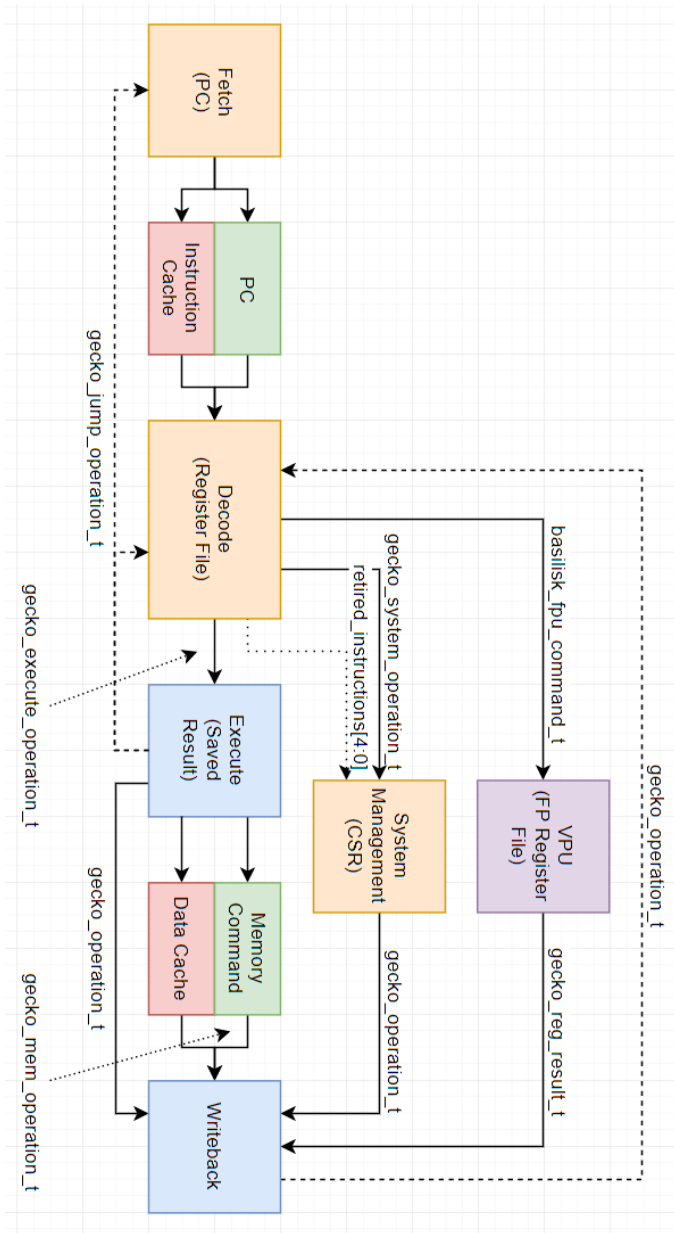 Fetch
(PC)
PC
Instruction
Cache
gecko_jump_operation_t
Decode
(Register File)
basilisk_fpu_command_t
gecko_system_operation_t
retired_instructions[4:0]
gecko_execute_operation_t
Execute
(Saved
Result)
System
Management
(CSR)
VPU
(FP Register
File)
gecko_operation_t
gecko_operation_t
Memory
Command
Data Cache
gecko_operation_t
gecko_reg_result_t
gecko_mem_operation_t
Writeback